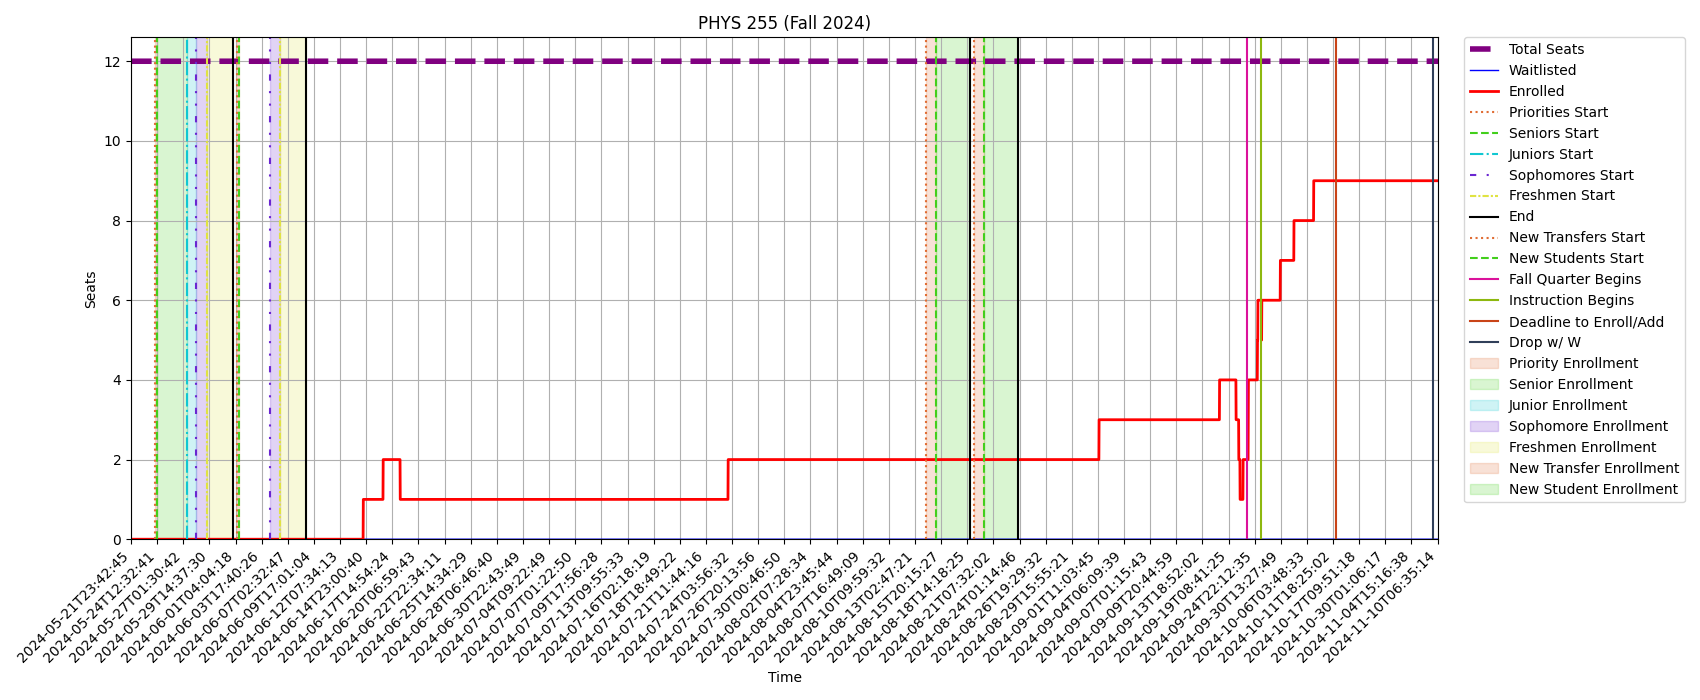 PHYS 255 (Fall 2024)
12
10
8
6
4
2
0
Seats
2024-05-21T23:42:45
2024-05-24T12:32:41
2024-05-27T01:30:42
2024-05-29T14:37:30
2024-06-01T04:04:18
2024-06-03T17:40:26
2024-06-07T02:32:47
2024-06-09T17:01:04
2024-06-12T07:34:13
2024-06-14T23:00:40
2024-06-17T14:54:24
2024-06-20T06:59:43
2024-06-22T22:34:11
2024-06-25T14:34:29
2024-06-28T06:46:40
2024-06-30T22:43:49
2024-07-04T09:22:49
2024-07-07T01:22:50
2024-07-09T17:56:28
2024-07-13T09:55:33
2024-07-16T02:18:19
2024-07-18T18:49:22
2024-07-21T11:44:16
2024-07-24T03:56:32
2024-07-26T20:13:56
2024-07-30T00:46:50
2024-08-02T07:28:34
2024-08-04T23:45:44
2024-08-07T16:49:09
2024-08-10T09:59:32
2024-08-13T02:47:21
2024-08-15T20:15:27
2024-08-18T14:18:25
2024-08-21T07:32:02
2024-08-24T01:14:46
2024-08-26T19:29:32
2024-08-29T15:55:21
2024-09-01T11:03:45
2024-09-04T06:09:39
2024-09-07T01:15:43
2024-09-09T20:44:59
2024-09-13T18:52:02
2024-09-19T08:41:25
2024-09-24T22:12:35
2024-09-30T13:27:49
2024-10-06T03:48:33
2024-10-11T18:25:02
2024-10-17T09:51:18
2024-10-30T01:06:17
2024-11-04T15:16:38
2024-11-10T06:35:14
Time
Total Seats
Waitlisted
Enrolled
Priorities Start
Seniors Start
Juniors Start
Sophomores Start
Freshmen Start
End
New Transfers Start
New Students Start
Fall Quarter Begins
Instruction Begins
Deadline to Enroll/Add
Drop w/ W
Priority Enrollment
Senior Enrollment
Junior Enrollment
Sophomore Enrollment
Freshmen Enrollment
New Transfer Enrollment
New Student Enrollment